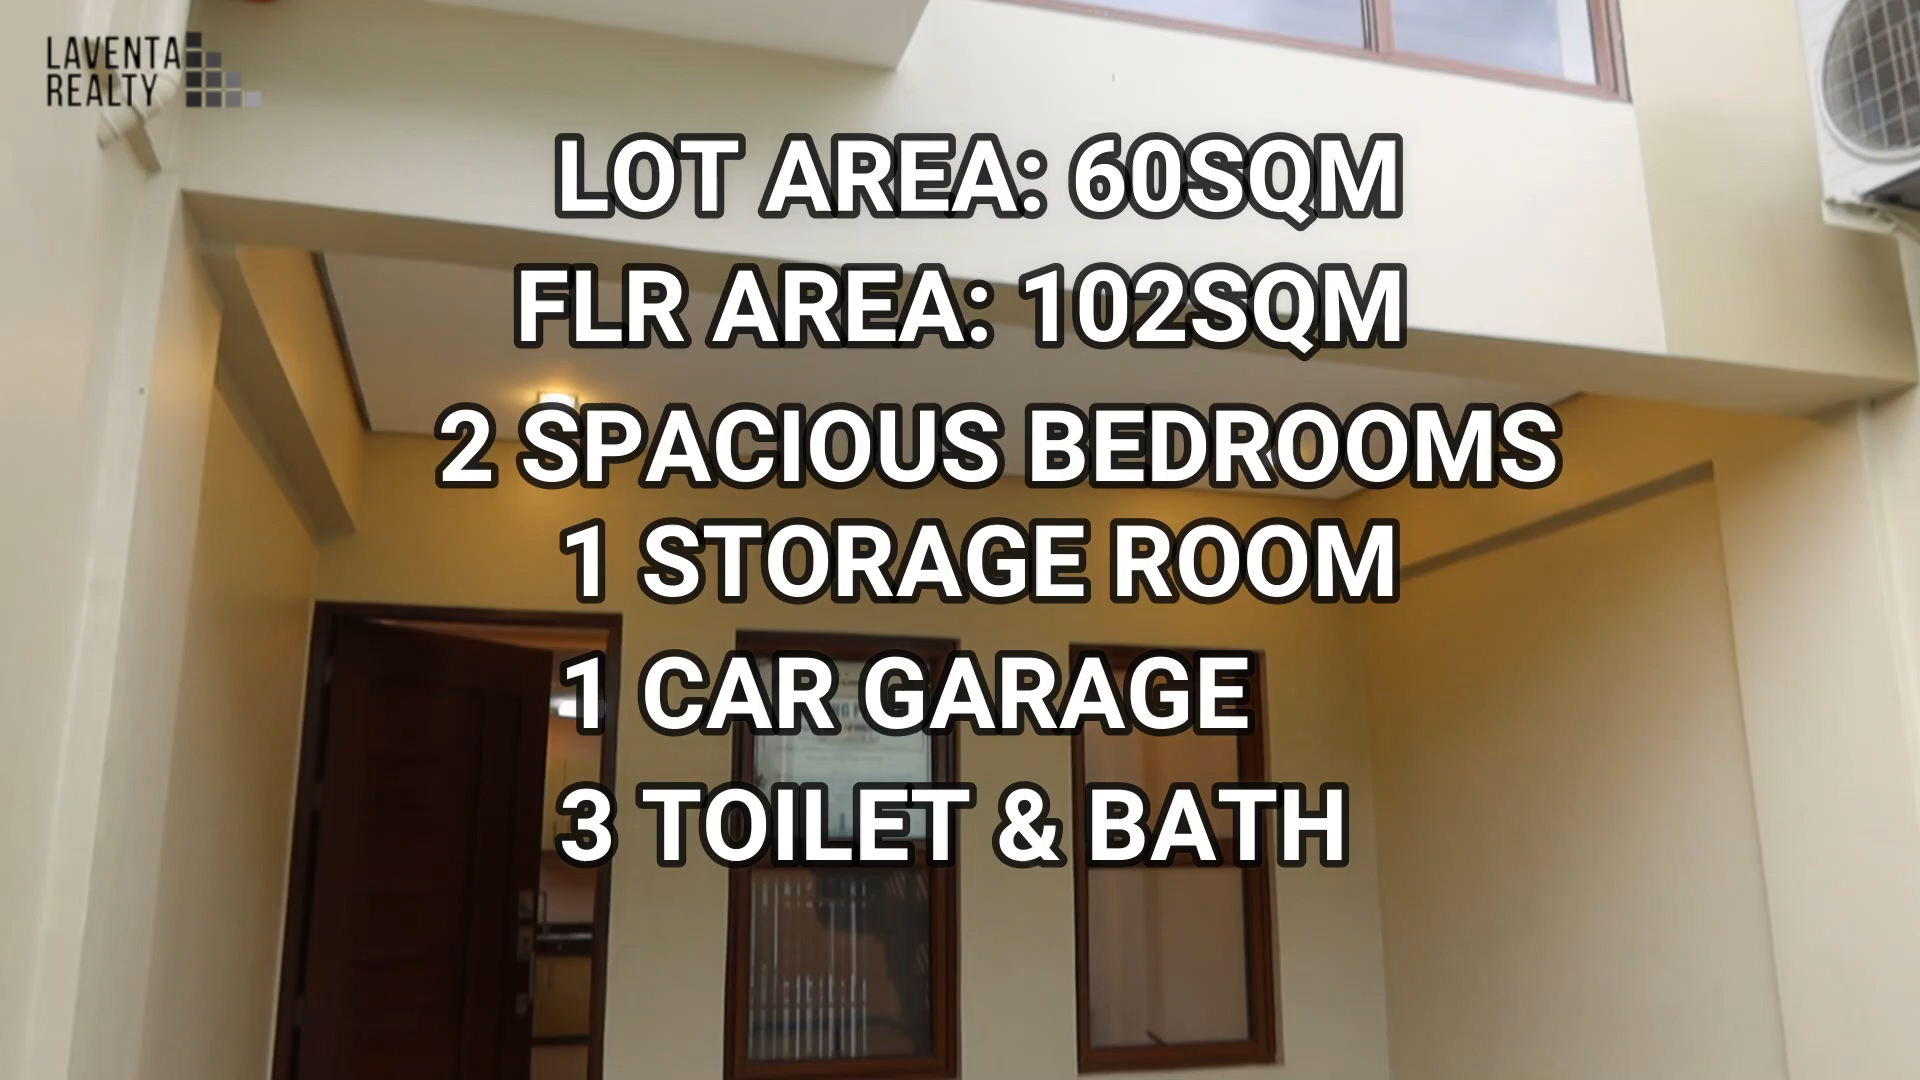 LAVENTA
REALTY
LOT AREA: 60SQM
FLR AREA: 102SQM
2 SPACIOUS BEDROOMS
1 STORAGE ROOM
1 CAR GARAGE
3 TOILET & BATH